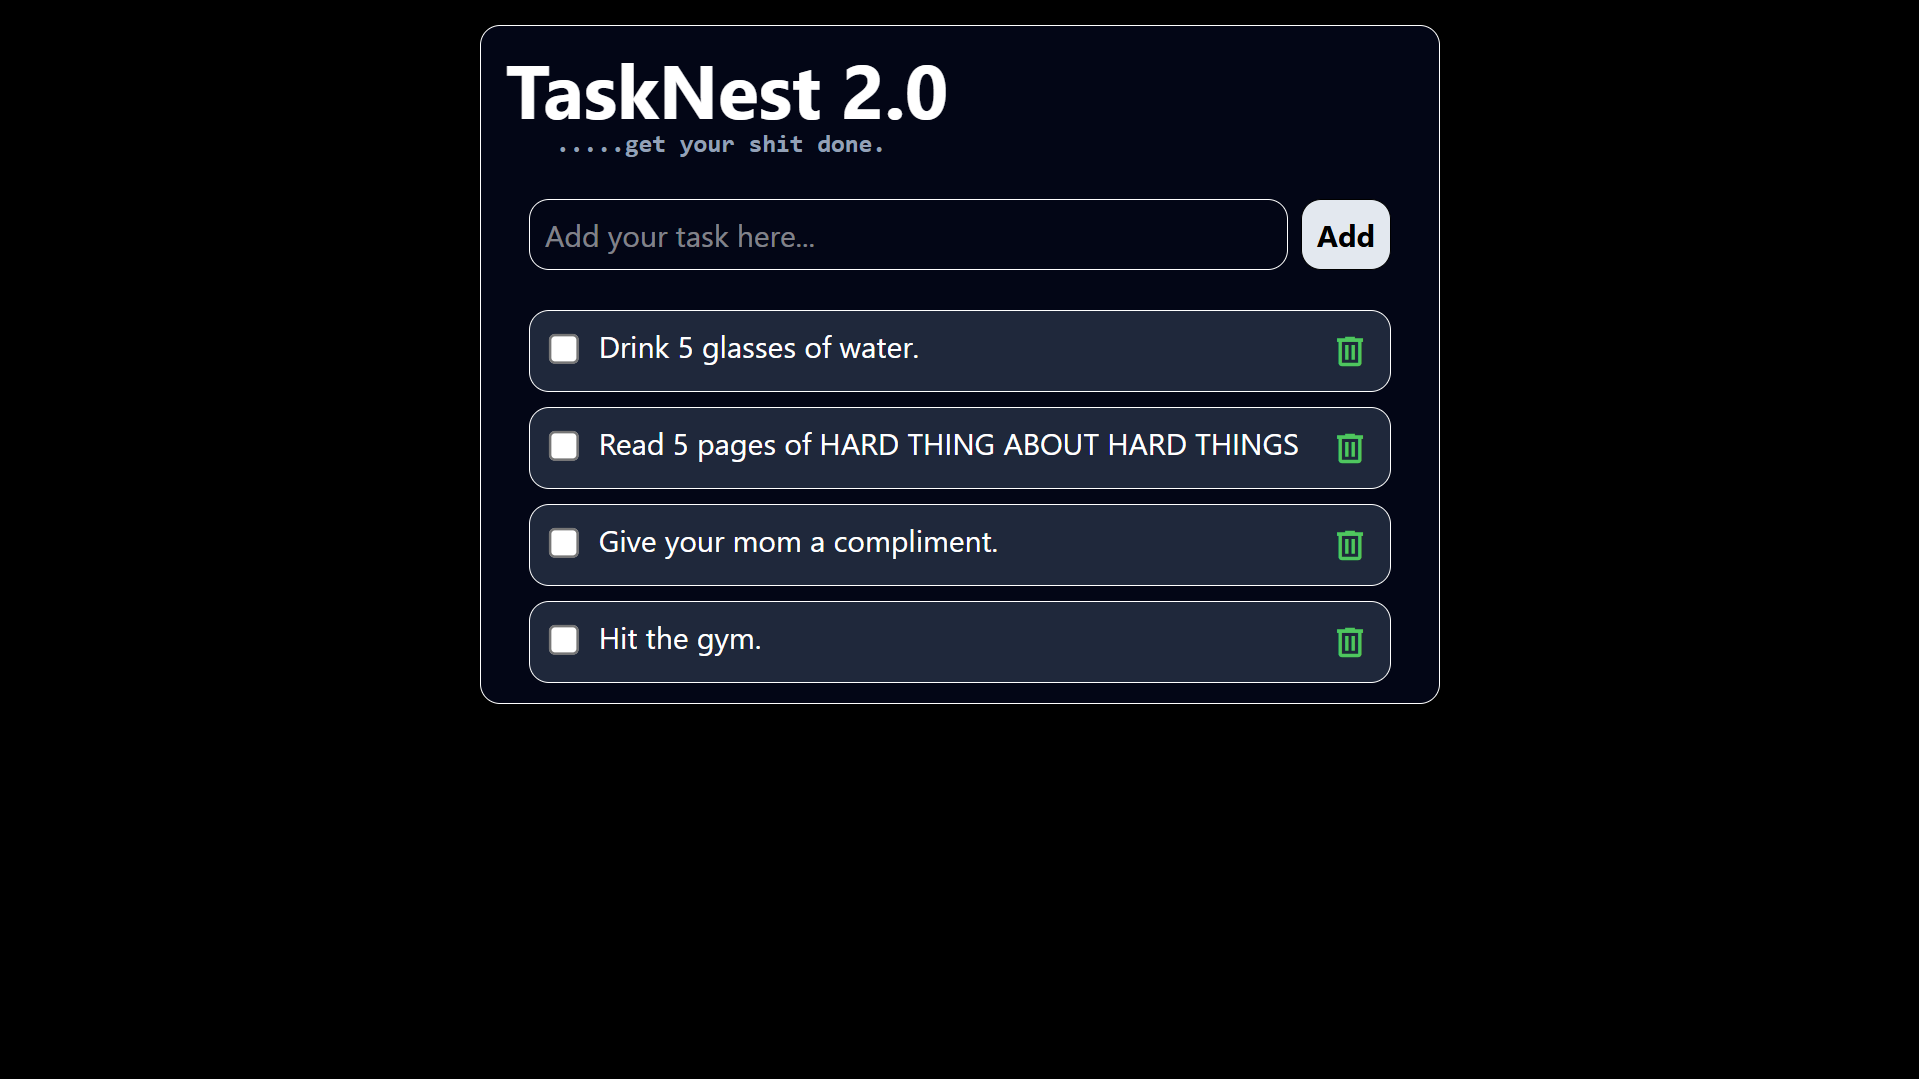 TaskNest 2.0
.....get your shit done.
Add your task here...
Add
Drink 5 glasses of water.
Read 5 pages of HARD THING ABOUT HARD THINGS
Give your mom a compliment.
Hit the gym.